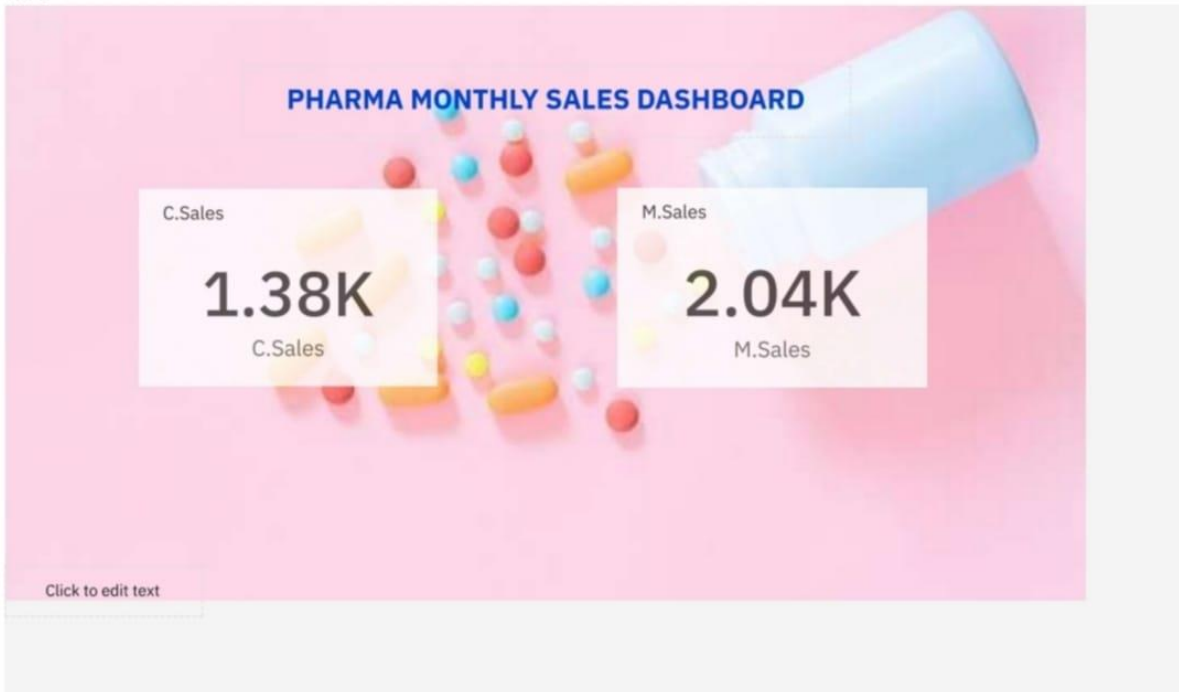 PHARMA MONTHLY SALES DASHBOARD
C.Sales
1.38K
C.Sales
M.Sales
2.04K
M.Sales
Click to edit text